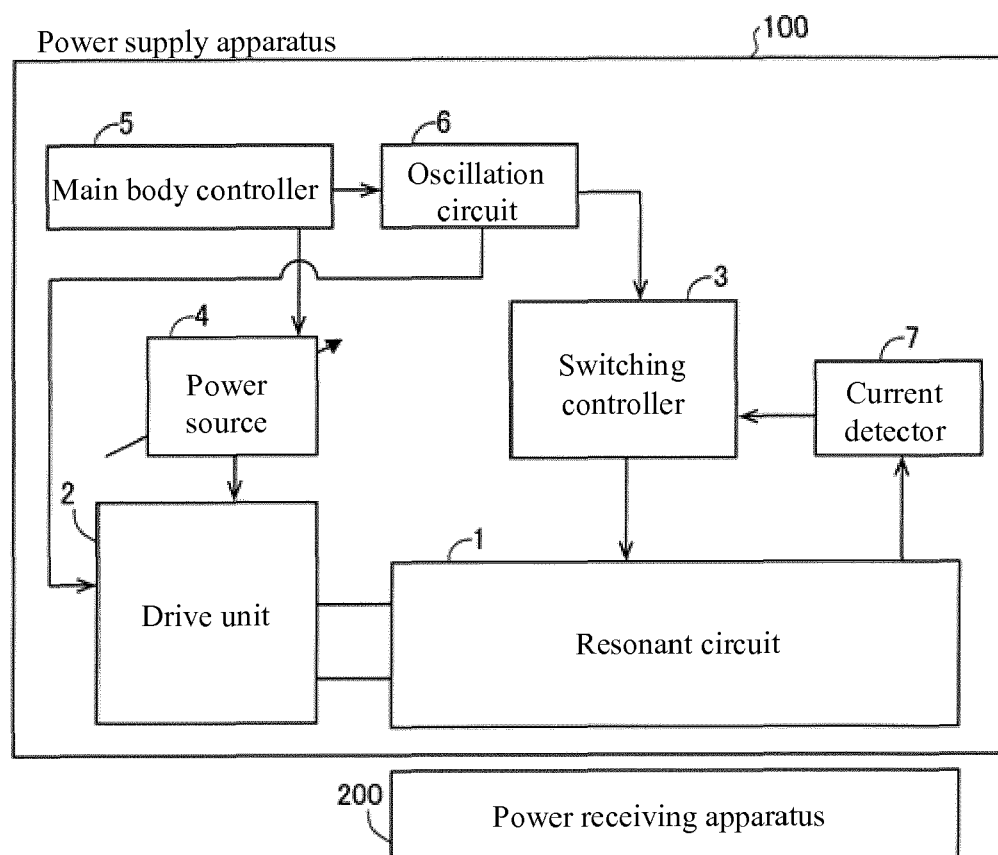 Power supply apparatus
100
5
Main body controller
6
Oscillation
circuit
3
Switching
controller
4
Power
source
7
Current
detector
2
Drive unit
1
Resonant circuit
200
Power receiving apparatus